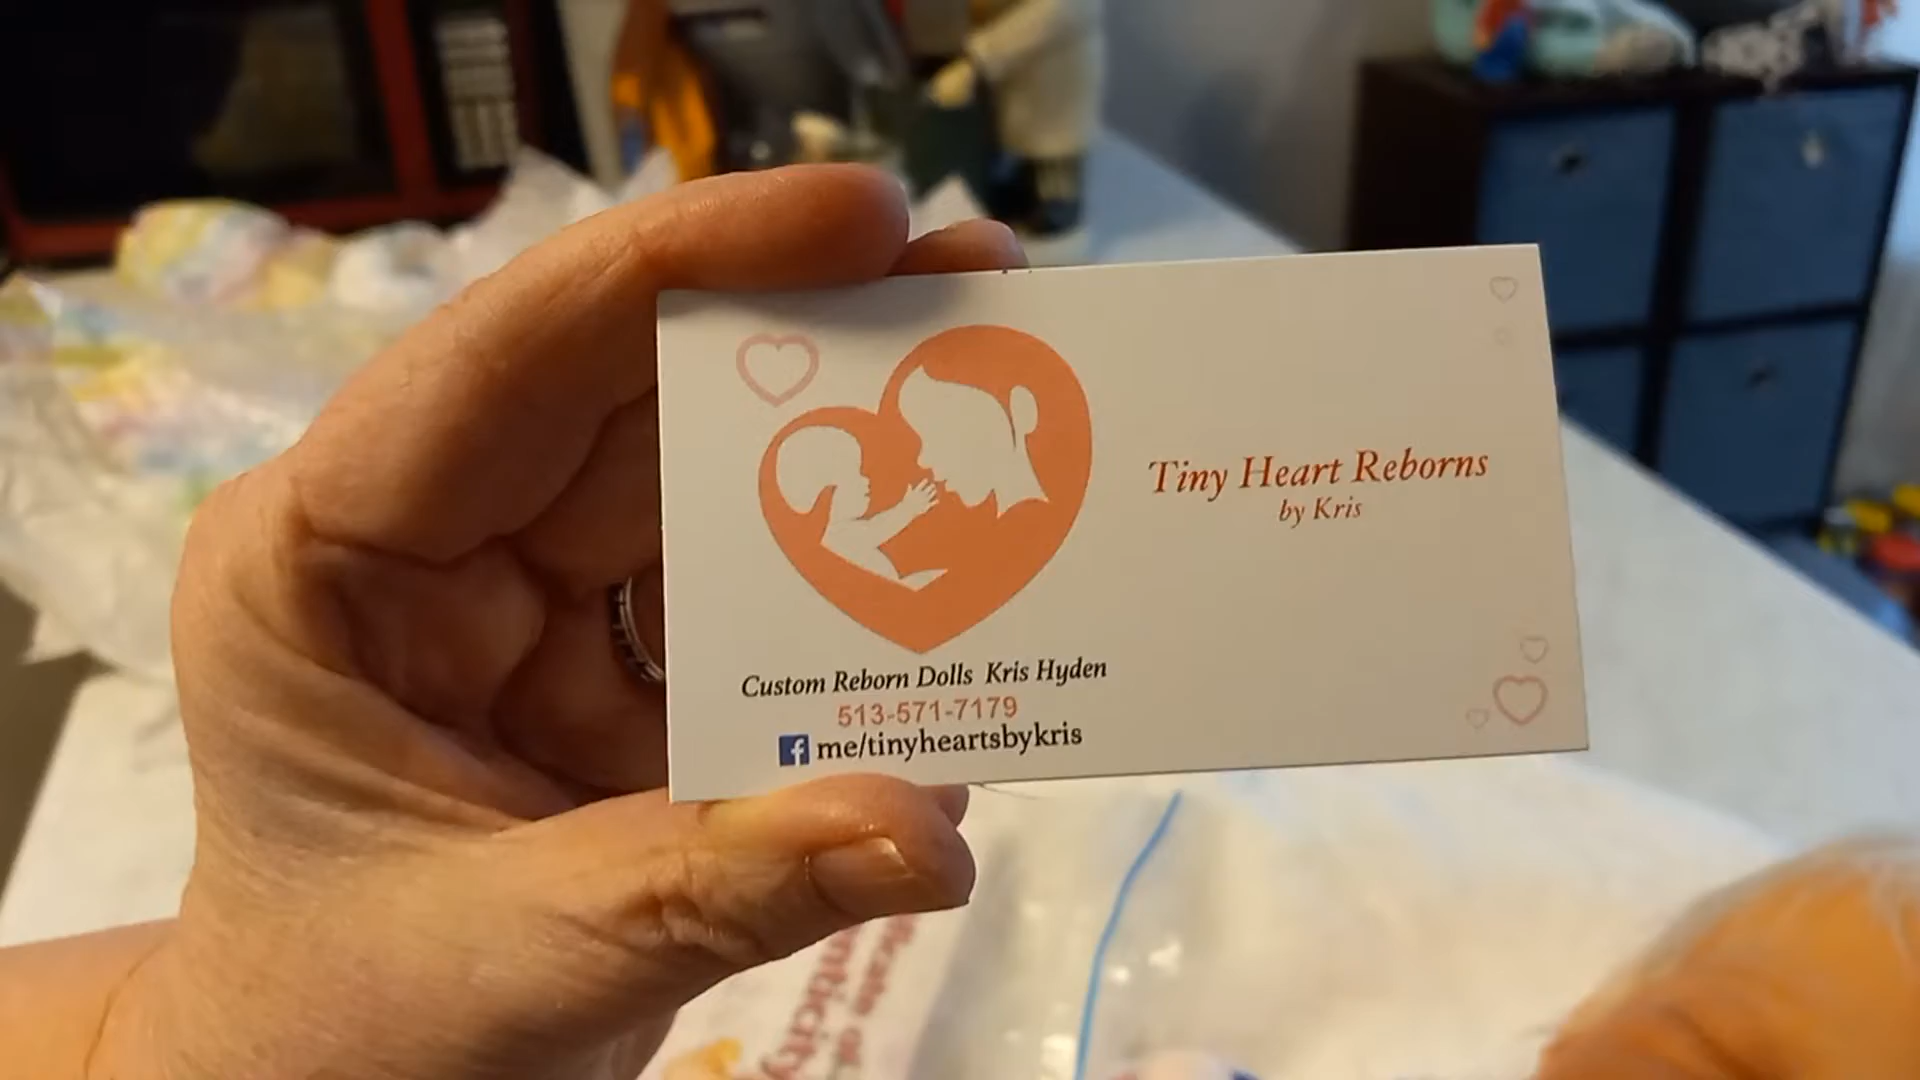 Tiny Heart Reborns
by Kris
Custom Reborn Dolls Kris Hyden
513-571-7179
f me/tinyheartsbykris